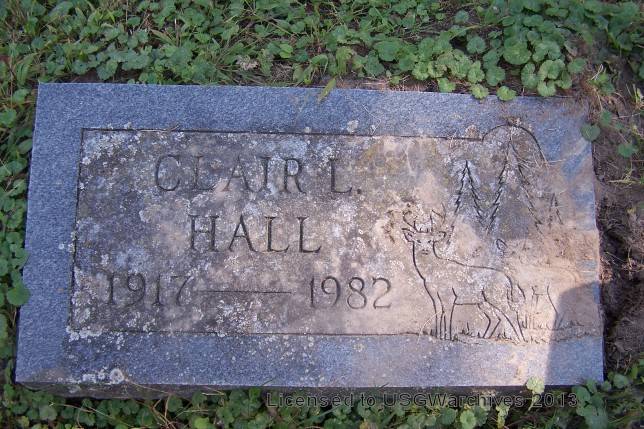 CLAIR L.
HALL
1917 — 1982
Licensed to USGWarchives 2013